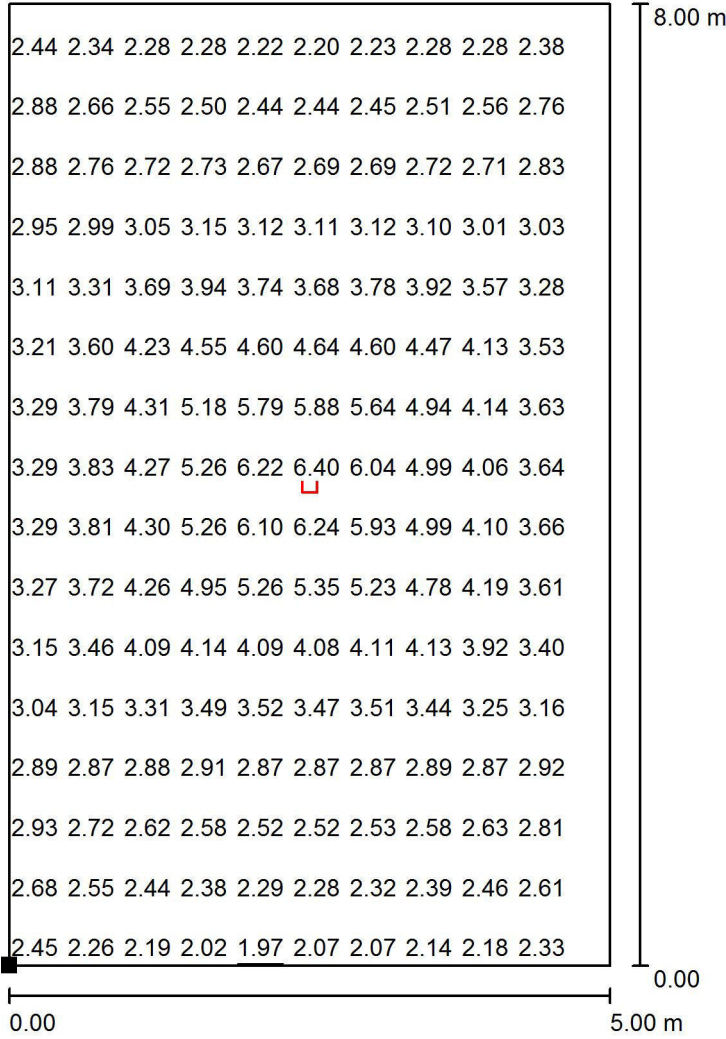 8.00 m
2.44 2.34 2.28 2.28 2.22 2.20 2.23 2.28 2.28 2.38
2.88 2.66 2.55 2.50 2.44 2.44 2.45 2.51 2.56 2.76
2.88 2.76 2.72 2.73 2.67 2.69 2.69 2.72 2.71 2.83
2.95 2.99 3.05 3.15 3.12 3.11 3.12 3.10 3.01 3.03
3.11 3.31 3.69 3.94 3.74 3.68 3.78 3.92 3.57 3.28
3.21 3.60 4.23 4.55 4.60 4.64 4.60 4.47 4.13 3.53
3.29 3.79 4.31 5.18 5.79 5.88 5.64 4.94 4.14 3.63
3.29 3.83 4.27 5.26 6.22 6.40 6.04 4.99 4.06 3.64
3.29 3.81 4.30 5.26 6.10 6.24 5.93 4.99 4.10 3.66
3.27 3.72 4.26 4.95 5.26 5.35 5.23 4.78 4.19 3.61
3.15 3.46 4.09 4.14 4.09 4.08 4.11 4.13 3.92 3.40
3.04 3.15 3.31 3.49 3.52 3.47 3.51 3.44 3.25 3.16
2.89 2.87 2.88 2.91 2.87 2.87 2.87 2.89 2.87 2.92
2.93 2.72 2.62 2.58 2.52 2.52 2.53 2.58 2.63 2.81
2.68 2.55 2.44 2.38 2.29 2.28 2.32 2.39 2.46 2.61
2.45 2.26 2.19 2.02 1.97 2.07 2.07 2.14 2.18 2.33
0.00
0.00 5.00 m